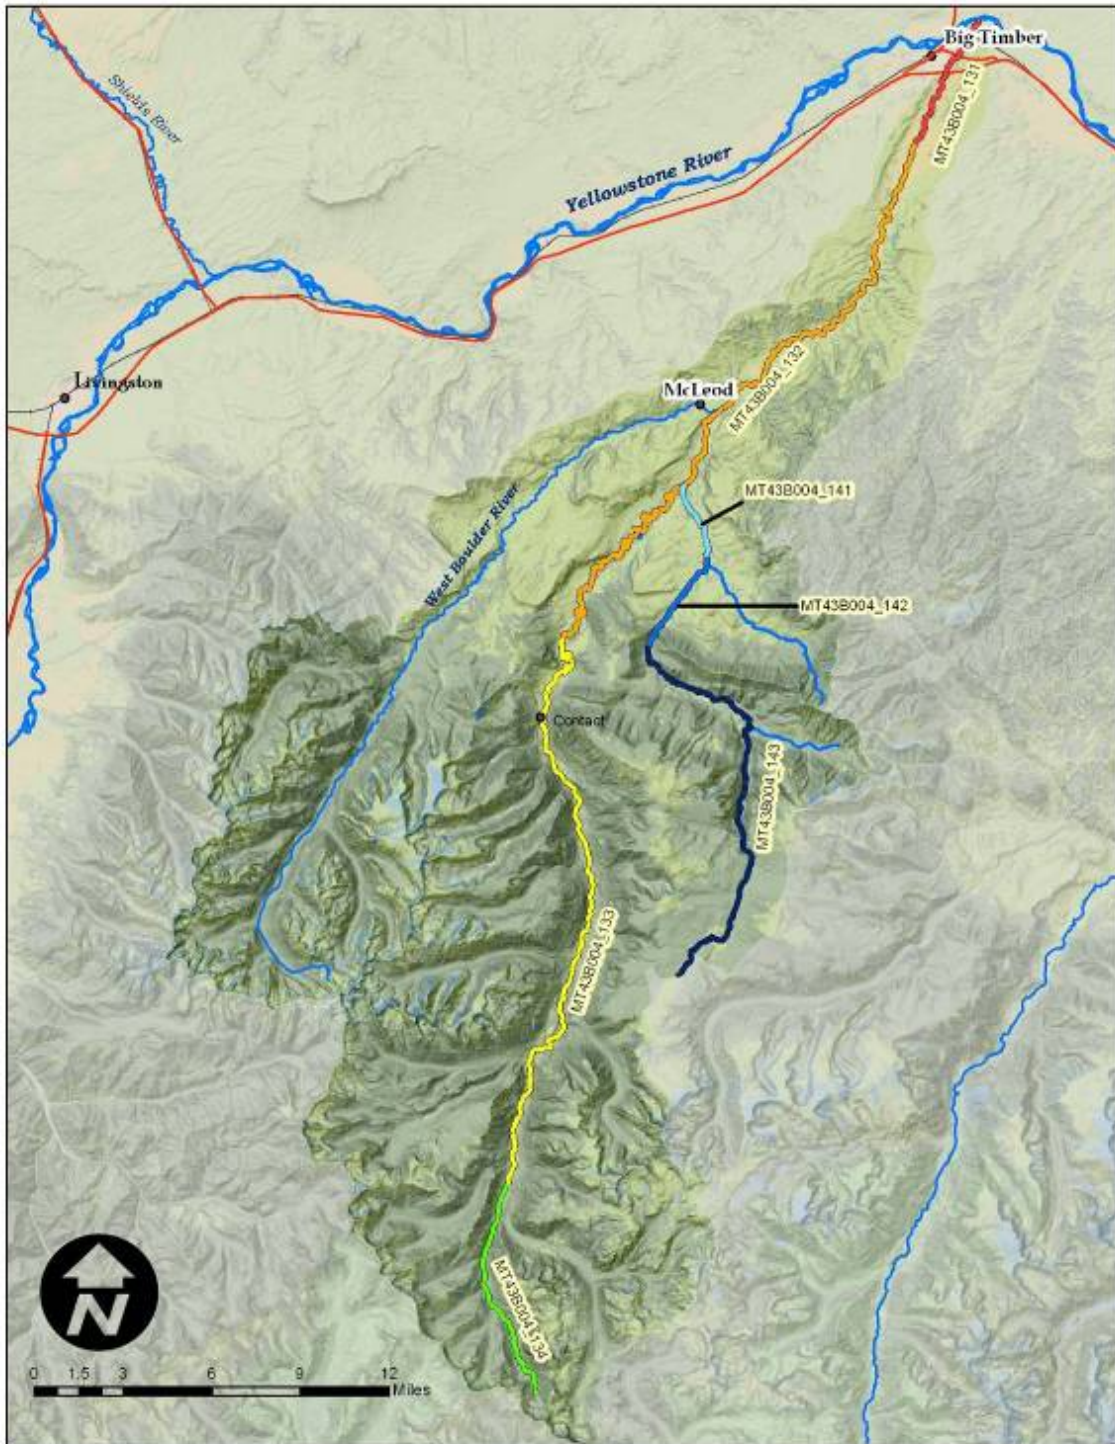 Big Timber
Shields River
MT43B004_131
Yellowstone River
Livingston
McLeod
MT43B004_132
MT43B004_141
West Boulder River
MT43B004_142
Contact
MT43B004_143
MT43B004_133
MT43B004_134
N
0 1.5 3 6 9 12
Miles